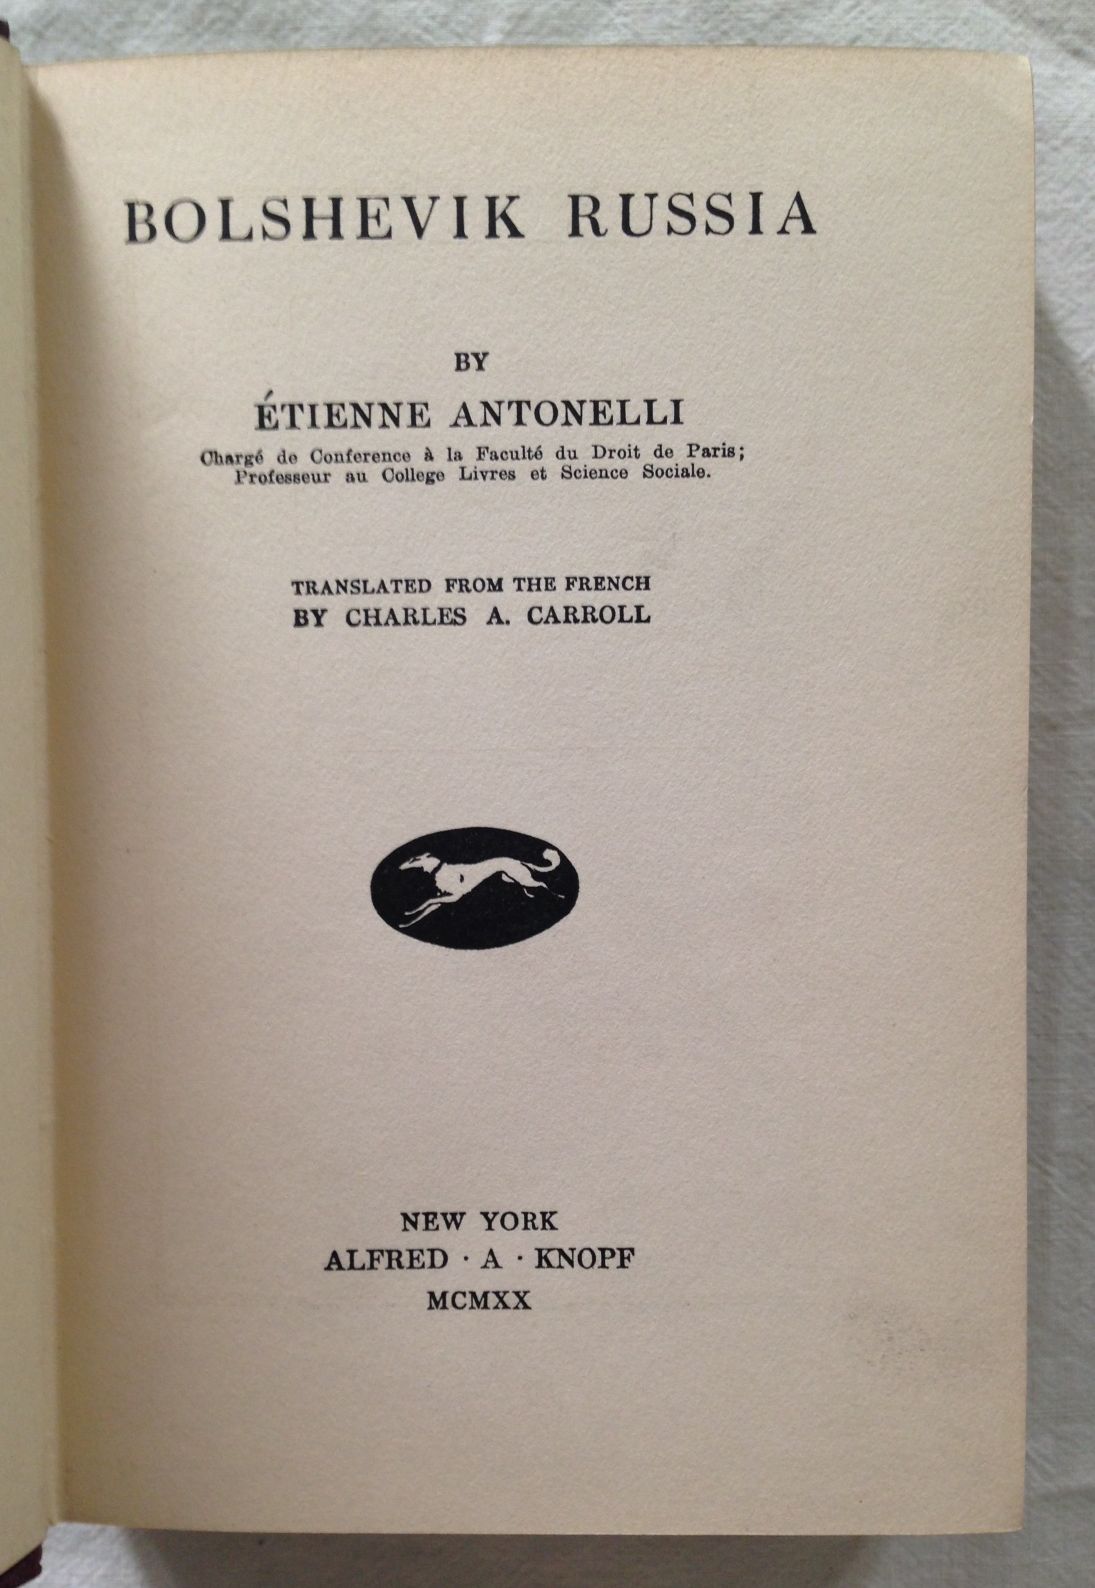 BOLSHEVIK RUSSIA
BY
ÉTIENNE ANTONELLI
Chargé de Conference à la Faculté du Droit de Paris;
Professeur au College Livres et Science Sociale.
TRANSLATED FROM THE FRENCH
BY CHARLES A. CARROLL
NEW YORK
ALFRED · A · KNOPF
MCMXX